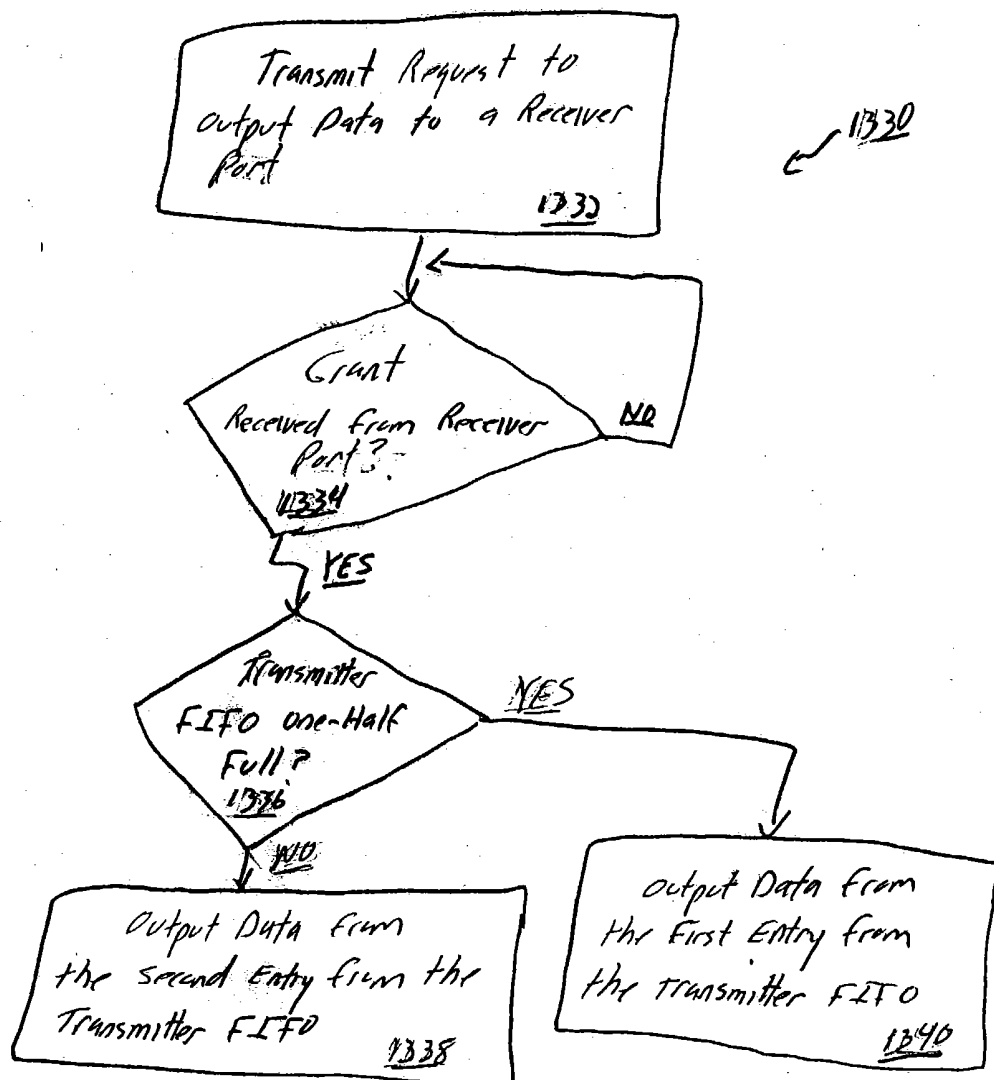 Transmit Request to
Output Data to a Receiver
Port
1332
1330
Grant
Received from Receiver
Port?
1334
NO
YES
Transmitter
FIFO one-Half
Full?
1336
YES
NO
Output Data from
the Second Entry from the
Transmitter FIFO
1338
Output Data from
the First Entry from
the transmitter FIFO
1340